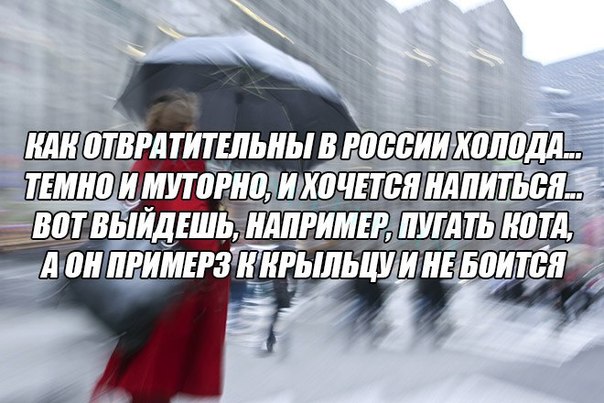 КАК ОТВРАТИТЕЛЬНЫ В РОССИИ ХОЛОДА...
ТЕМНО И МУТОРНО, И ХОЧЕТСЯ НАПИТЬСЯ...
ВОТ ВЫЙДЕШЬ, НАПРИМЕР, ПУГАТЬ КОТА,
А ОН ПРИМЕРЗ К КРЫЛЬЦУ И НЕ БОИТСЯ